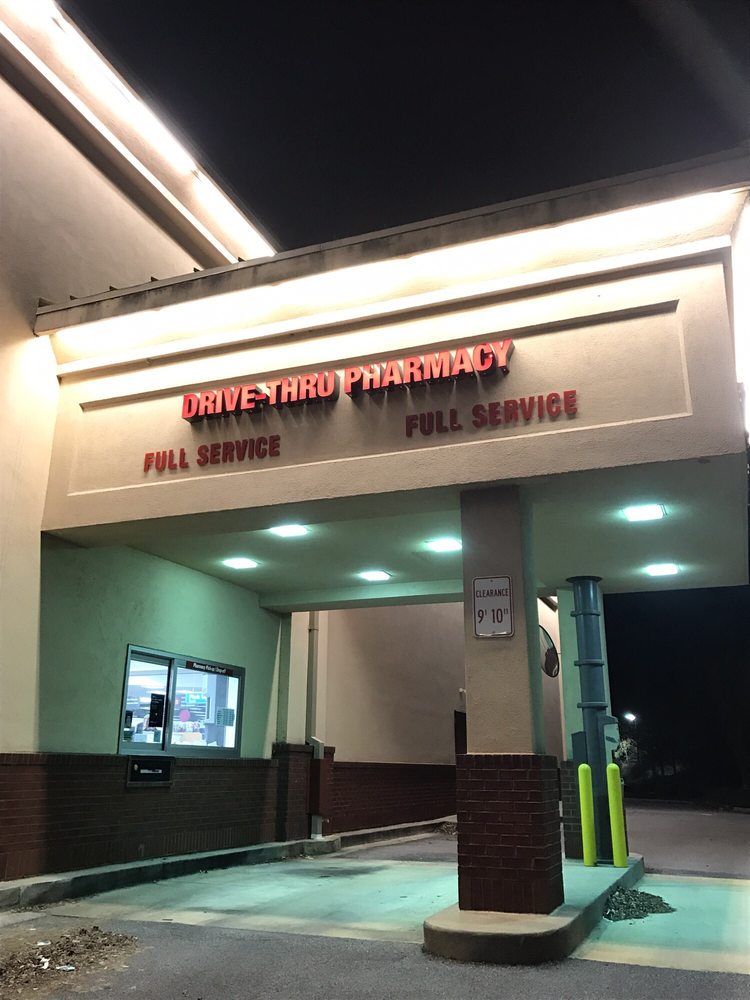 DRIVE-THRU PHARMACY
FULL SERVICE
FULL SERVICE
CLEARANCE
9' 10"